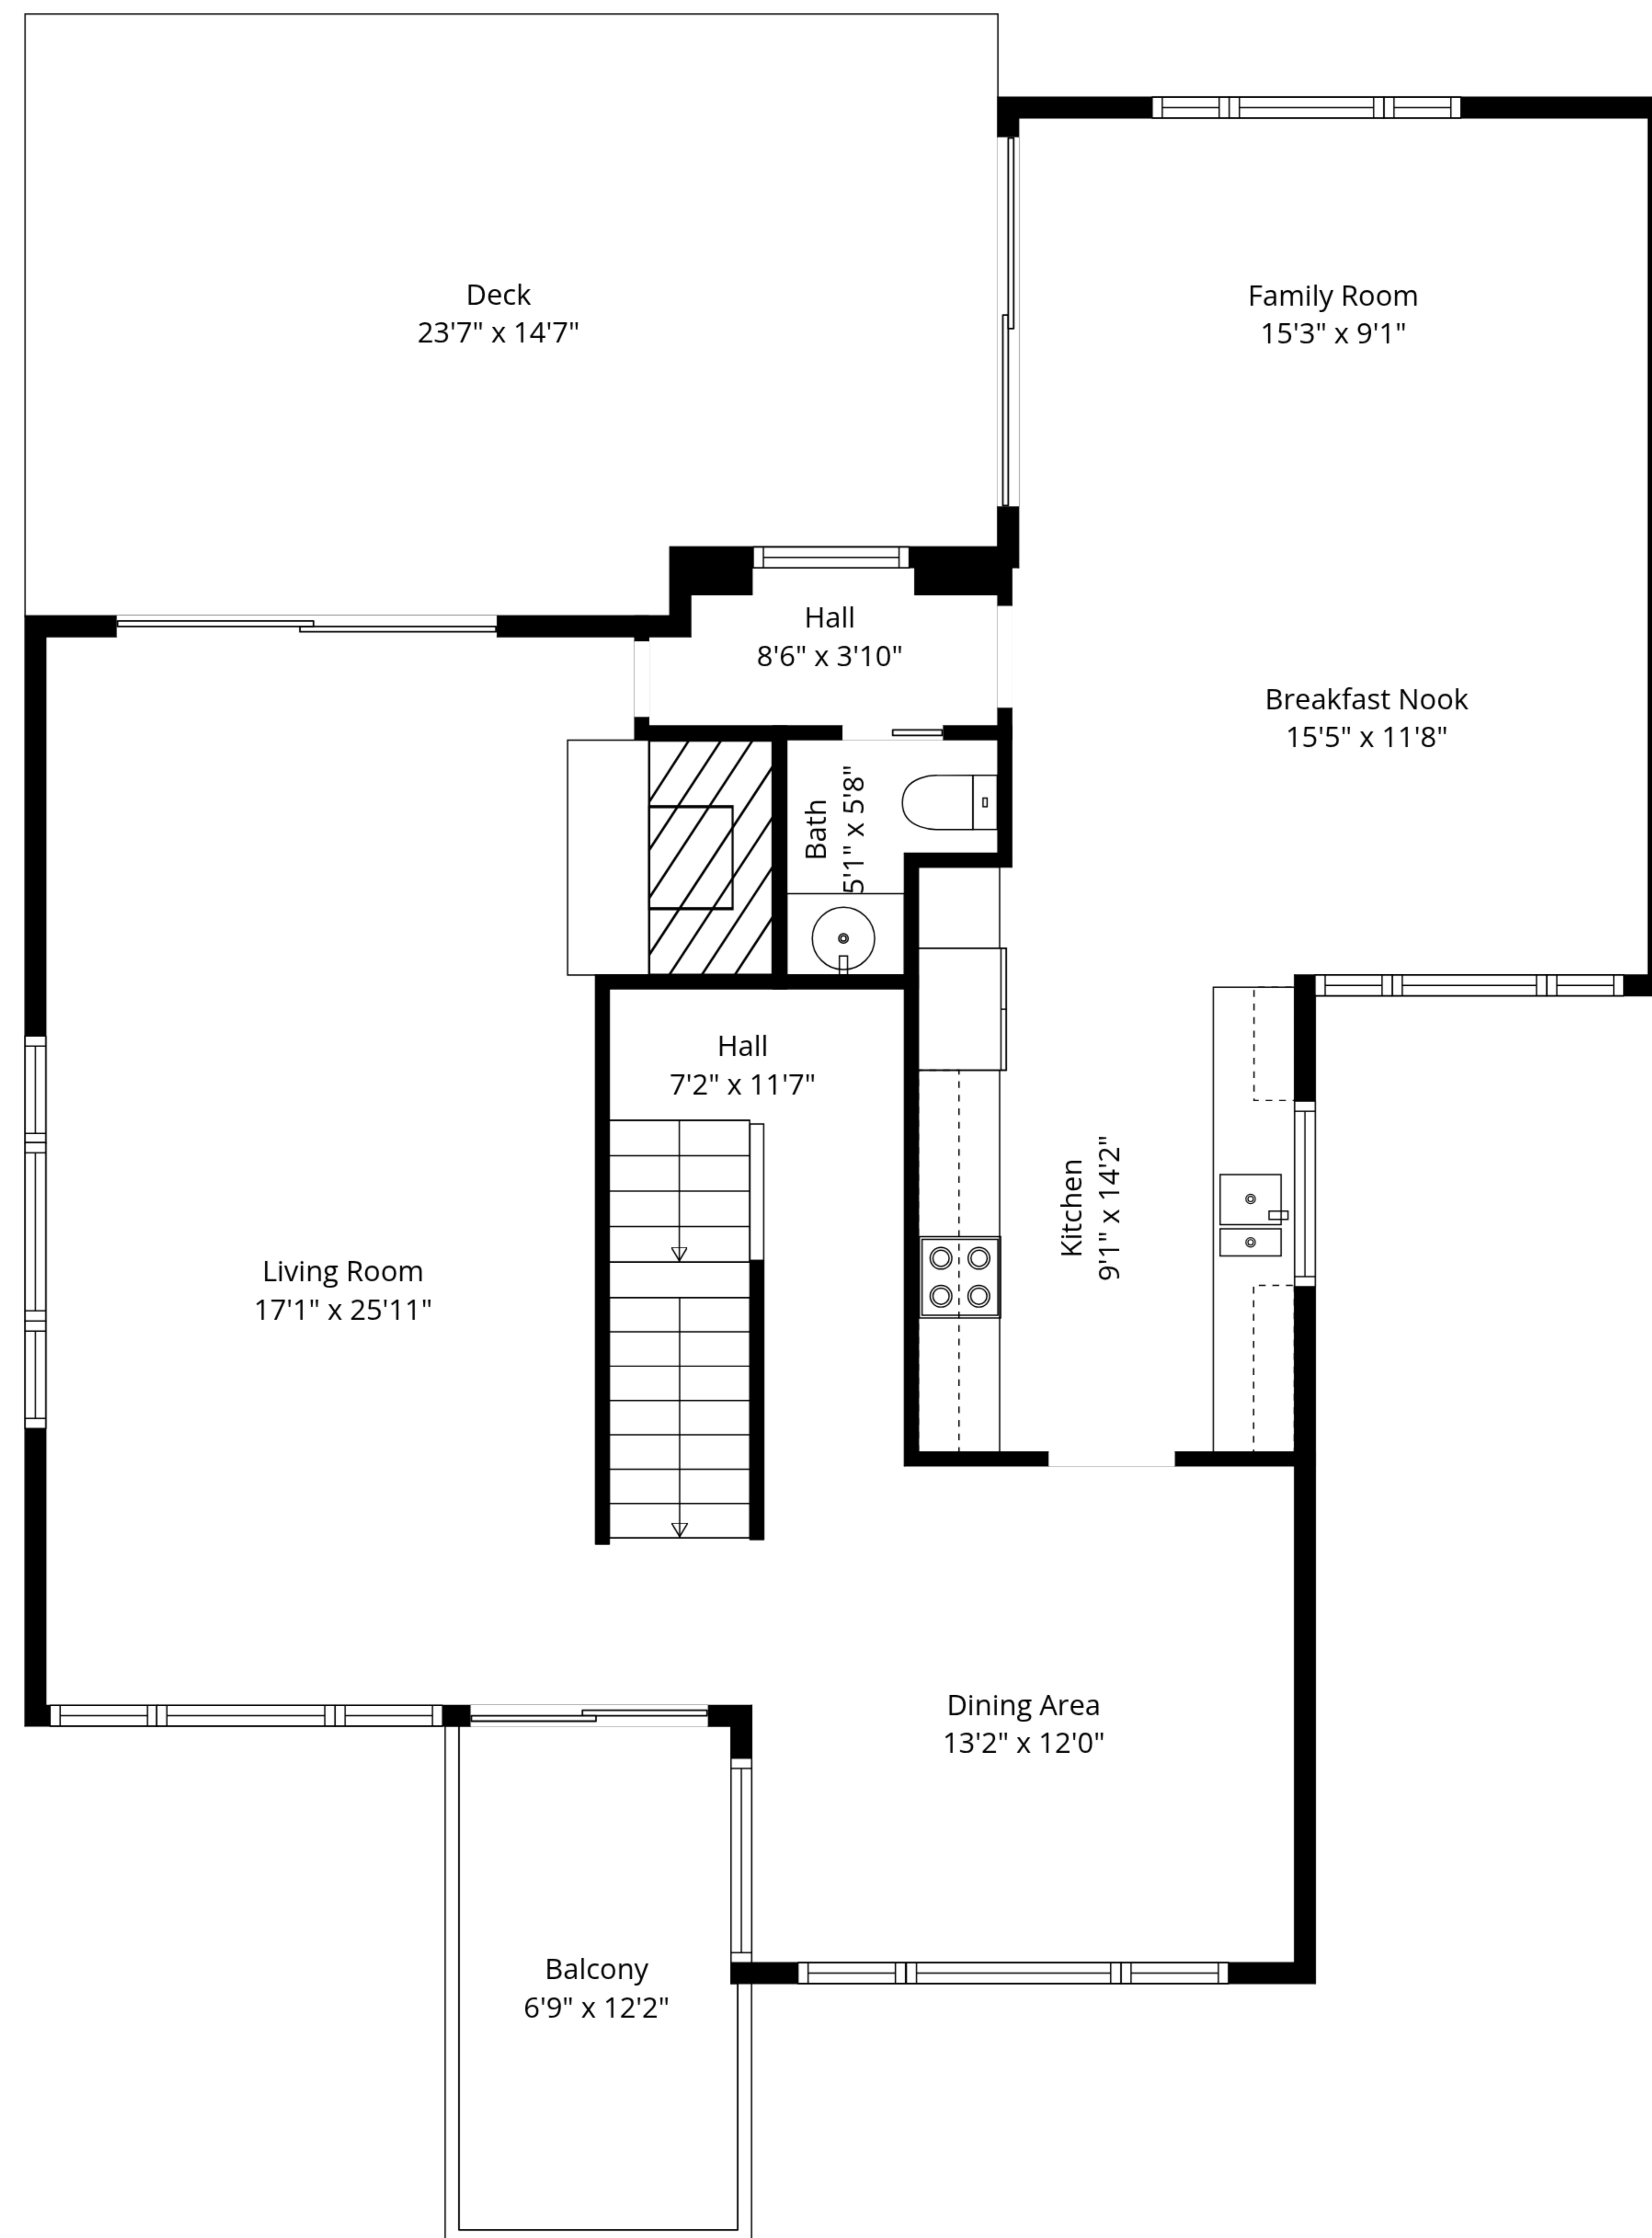 Deck
23'7" x 14'7"
Family Room
15'3" x 9'1"
Hall
8'6" x 3'10"
Breakfast Nook
15'5" x 11'8"
Bath
5'1" x 5'8"
Hall
7'2" x 11'7"
Kitchen
9'1" x 14'2"
Living Room
17'1" x 25'11"
Dining Area
13'2" x 12'0"
Balcony
6'9" x 12'2"